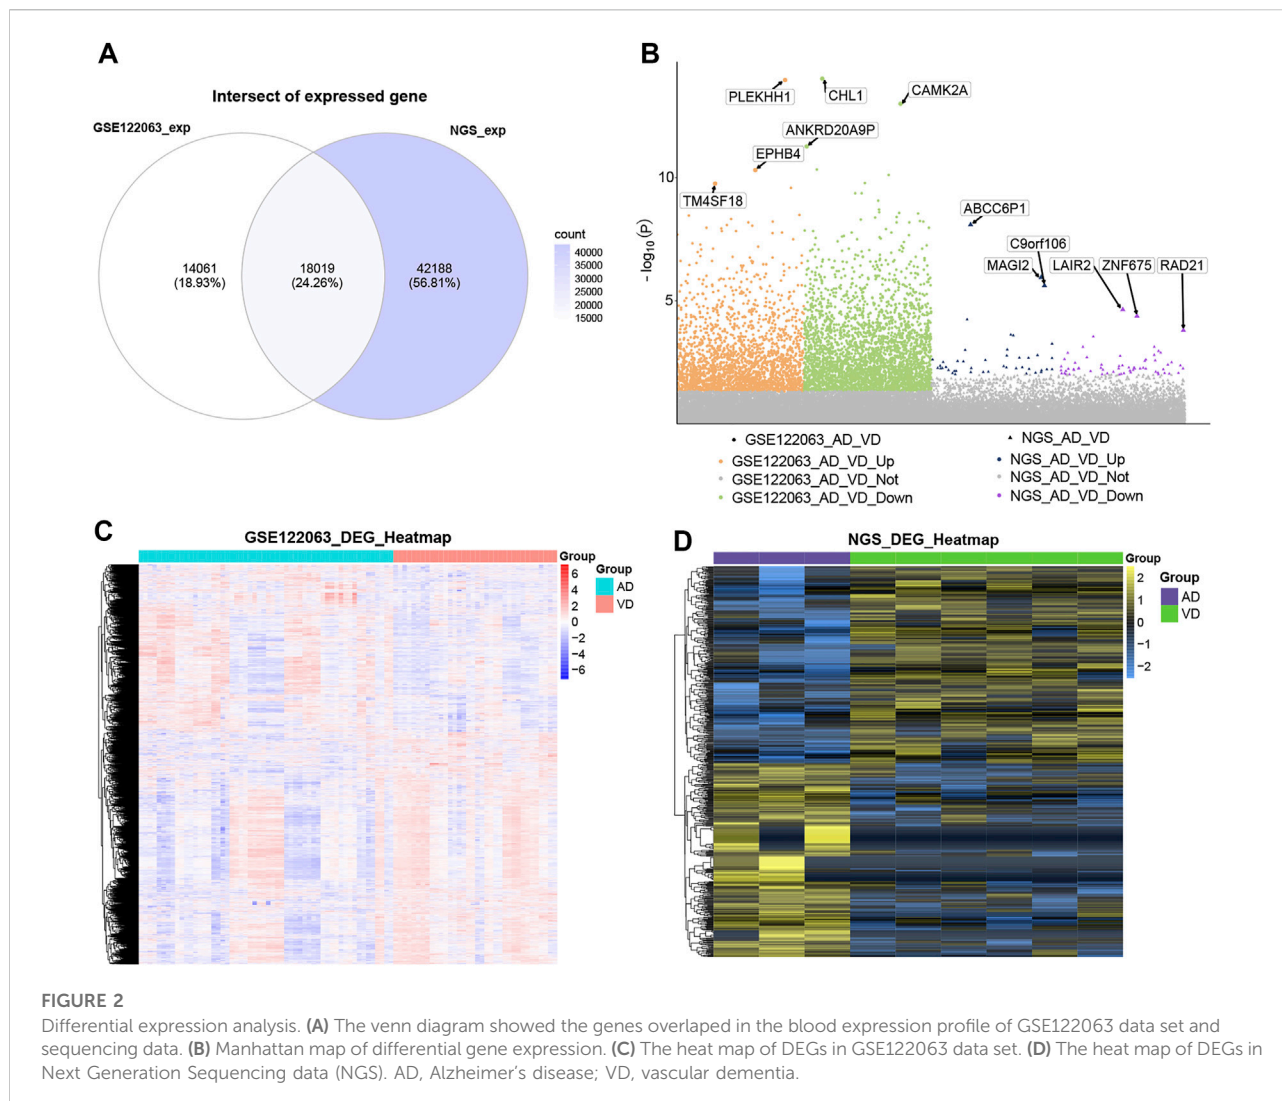 A
Intersect of expressed gene
GSE122063_exp
NGS_exp
14061
(18.93%)
18019
(24.26%)
42188
(56.81%)
count
40000
35000
30000
25000
20000
15000
B
- log10 (P)
10
5
PLEKHH1
CHL1
CAMK2A
ANKRD20A9P
EPHB4
TM4SF18
ABCC6P1
C9orf106
MAGI2
LAIR2
ZNF675
RAD21
GSE122063_AD_VD
GSE122063_AD_VD_Up
GSE122063_AD_VD_Not
GSE122063_AD_VD_Down
NGS_AD_VD
NGS_AD_VD_Up
NGS_AD_VD_Not
NGS_AD_VD_Down
C
GSE122063_DEG_Heatmap
Group
6
4
2
0
−2
−4
−6
Group
AD
VD
D
NGS_DEG_Heatmap
Group
2
1
0
−1
−2
Group
AD
VD
FIGURE 2
Differential expression analysis. (A) The venn diagram showed the genes overlaped in the blood expression profile of GSE122063 data set and
sequencing data. (B) Manhattan map of differential gene expression. (C) The heat map of DEGs in GSE122063 data set. (D) The heat map of DEGs in
Next Generation Sequencing data (NGS). AD, Alzheimer's disease; VD, vascular dementia.